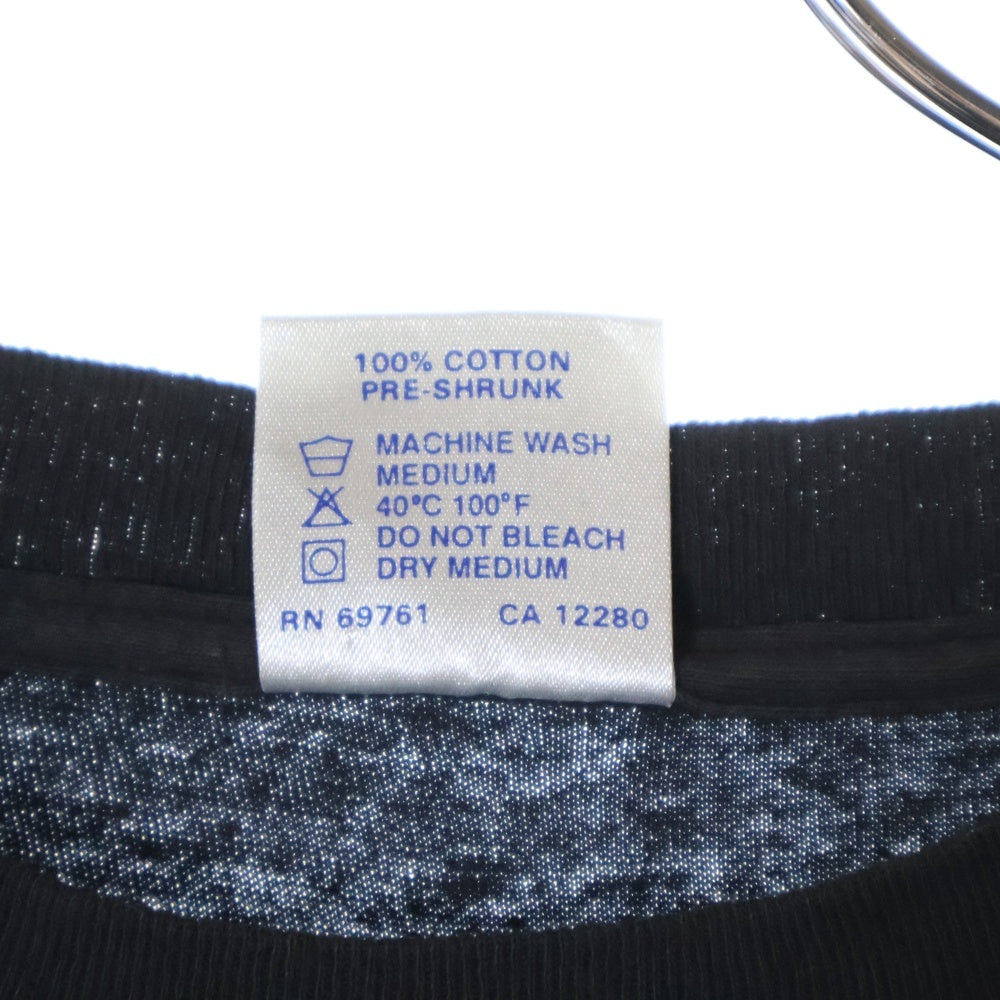 100% COTTON
PRE-SHRUNK
MACHINE WASH
MEDIUM
40°C 100°F
DO NOT BLEACH
DRY MEDIUM
RN 69761 CA 12280